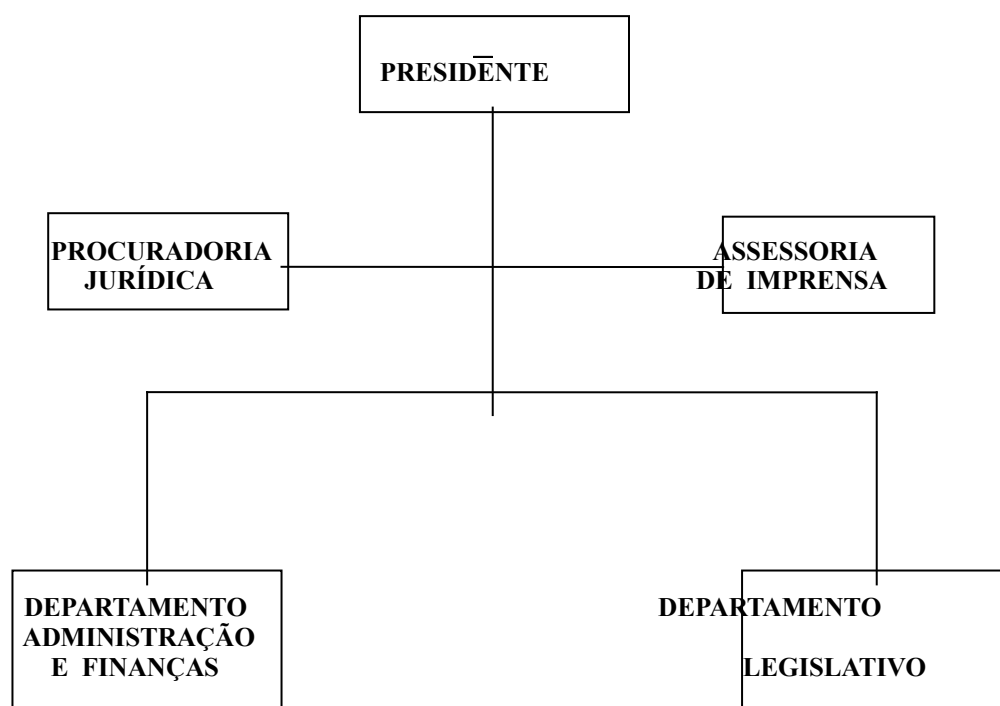 PRESIDENTE
PROCURADORIA
JURÍDICA
ASSESSORIA
DE IMPRENSA
DEPARTAMENTO
ADMINISTRAÇÃO
E FINANÇAS
DEPARTAMENTO
LEGISLATIVO